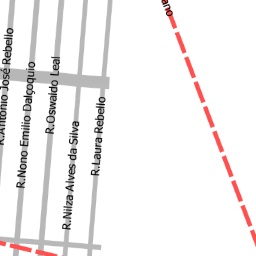 R.Antonio José Rebello
R.Nono Emilio Dalçoquio
R.Oswaldo Leal
R.Nilza Alves da Silva
R.Laura Rebello
ano